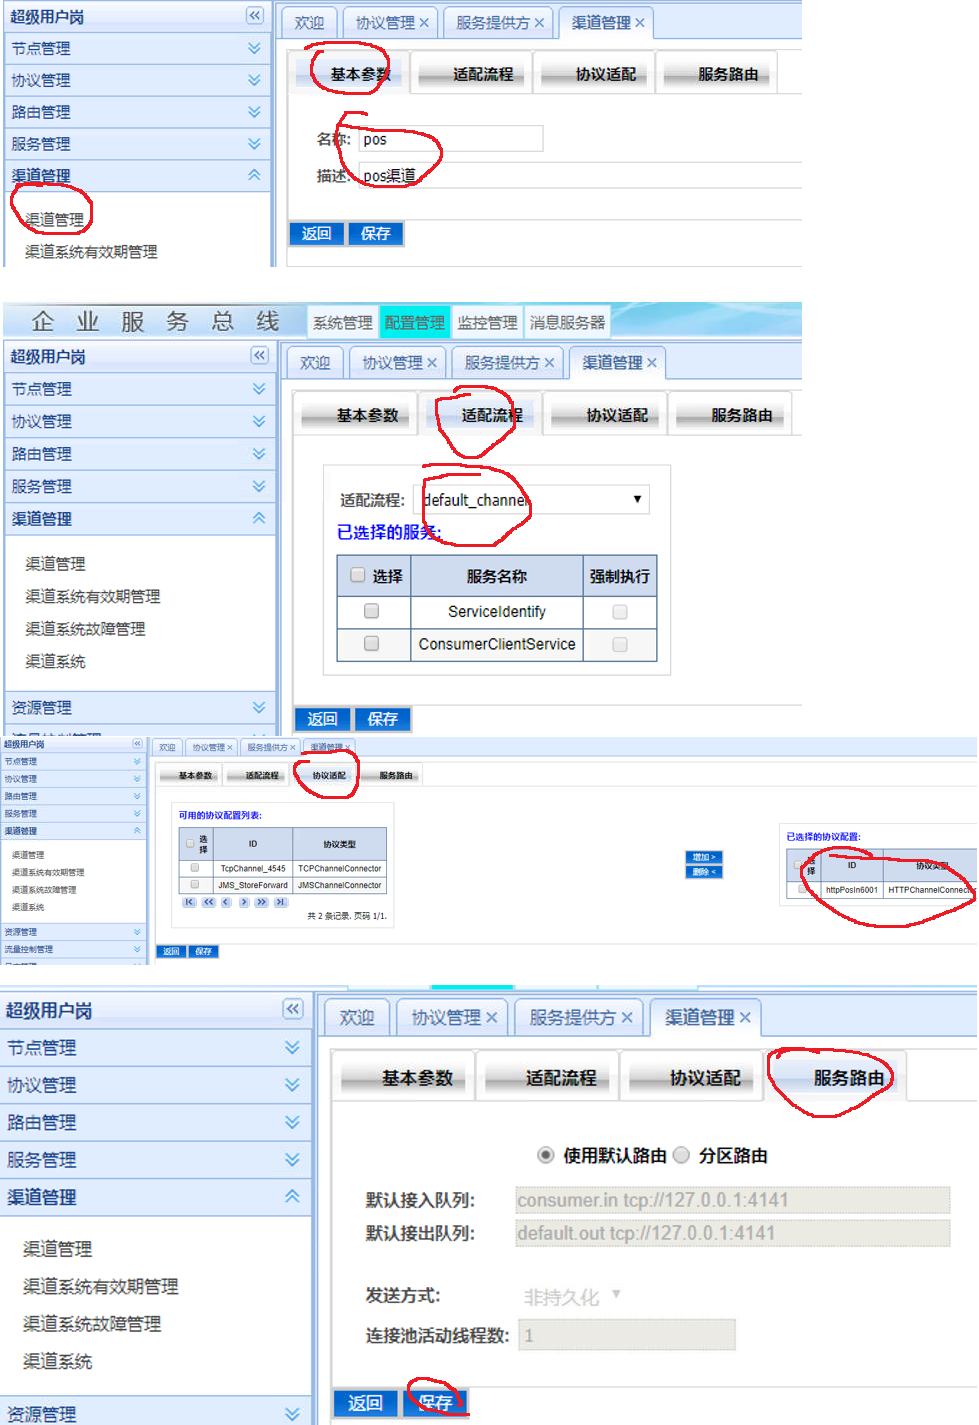 超级用户岗
节点管理
协议管理
路由管理
服务管理
渠道管理
渠道管理
渠道系统有效期管理
欢迎 协议管理 × 服务提供方 × 渠道管理 ×
基本参数 适配流程 协议适配 服务路由
名称: pos
描述: pos渠道
返回 保存
企 业 服 务 总 线 系统管理 配置管理 监控管理 消息服务器
超级用户岗
节点管理
协议管理
路由管理
服务管理
渠道管理
渠道管理
渠道系统有效期管理
渠道系统故障管理
渠道系统
资源管理
欢迎 协议管理 × 服务提供方 × 渠道管理 ×
基本参数 适配流程 协议适配 服务路由
适配流程: default_channel
已选择的服务:
选择 服务名称 强制执行
ServiceIdentify
ConsumerClientService
返回 保存
超级用户岗
节点管理
协议管理
路由管理
服务管理
渠道管理
渠道管理
渠道系统有效期管理
渠道系统故障管理
渠道系统
资源管理
流量控制管理
欢迎 协议管理 × 服务提供方 × 渠道管理 ×
基本参数 适配流程 协议适配 服务路由
可用的协议配置列表:
选择 ID 协议类型
TcpChannel_4545 TCPChannelConnector
JMS_StoreForward JMSChannelConnector
共 2 条记录. 页码 1/1.
增加 >
删除 <
已选择的协议配置:
选择 ID 协议类型
httpPosIn6001 HTTPChannelConnector
返回 保存
超级用户岗
节点管理
协议管理
路由管理
服务管理
渠道管理
渠道管理
渠道系统有效期管理
渠道系统故障管理
渠道系统
资源管理
欢迎 协议管理 × 服务提供方 × 渠道管理 ×
基本参数 适配流程 协议适配 服务路由
使用默认路由 分区路由
默认接入队列: consumer.in tcp://127.0.0.1:4141
默认接出队列: default.out tcp://127.0.0.1:4141
发送方式: 非持久化
连接池活动线程数: 1
返回 保存